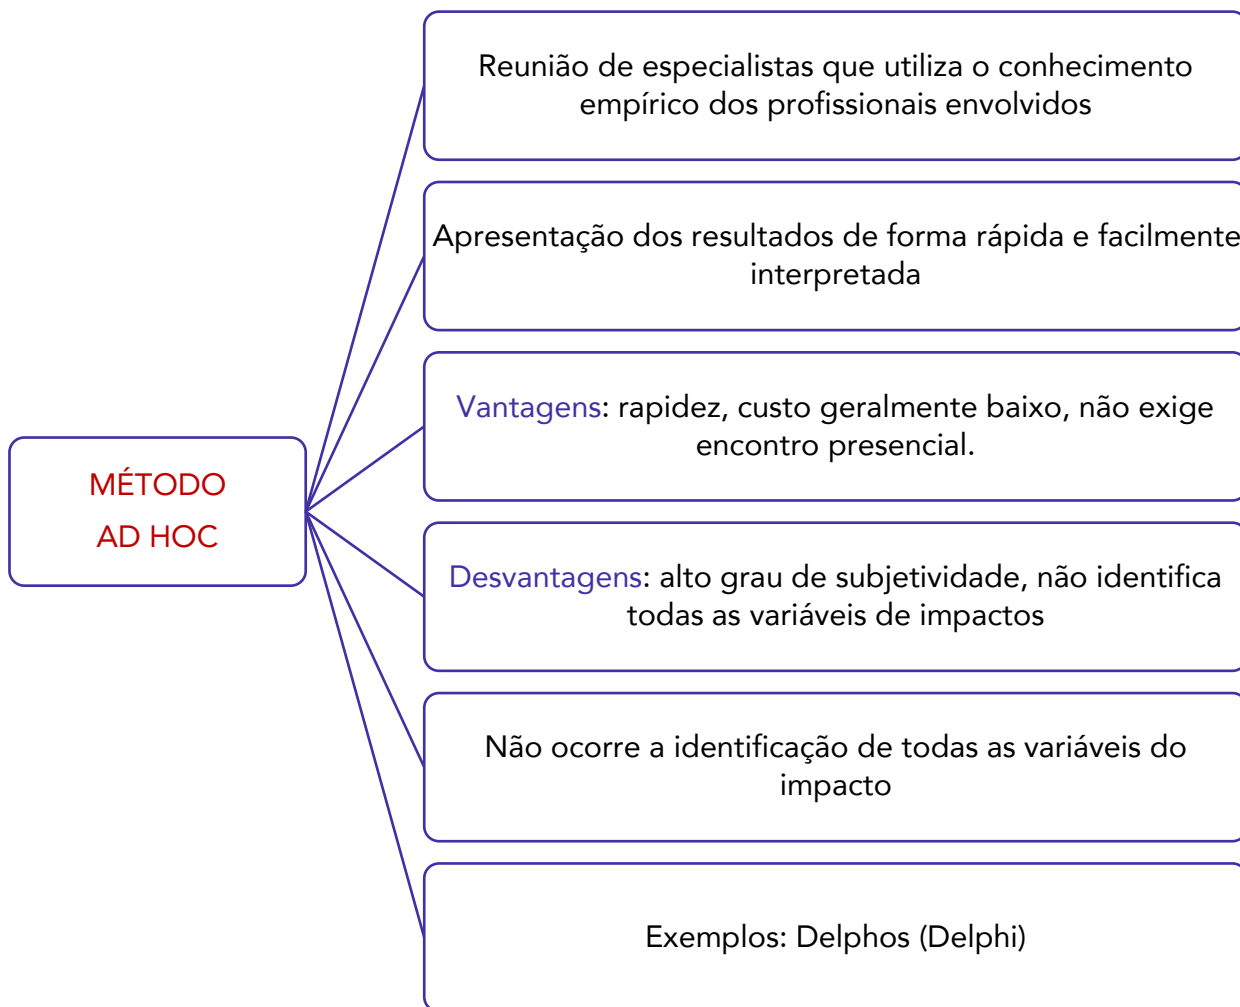 Reunião de especialistas que utiliza o conhecimento
empírico dos profissionais envolvidos
Apresentação dos resultados de forma rápida e facilmente
interpretada
Vantagens: rapidez, custo geralmente baixo, não exige
encontro presencial.
MÉTODO
AD HOC
Desvantagens: alto grau de subjetividade, não identifica
todas as variáveis de impactos
Não ocorre a identificação de todas as variáveis do
impacto
Exemplos: Delphos (Delphi)